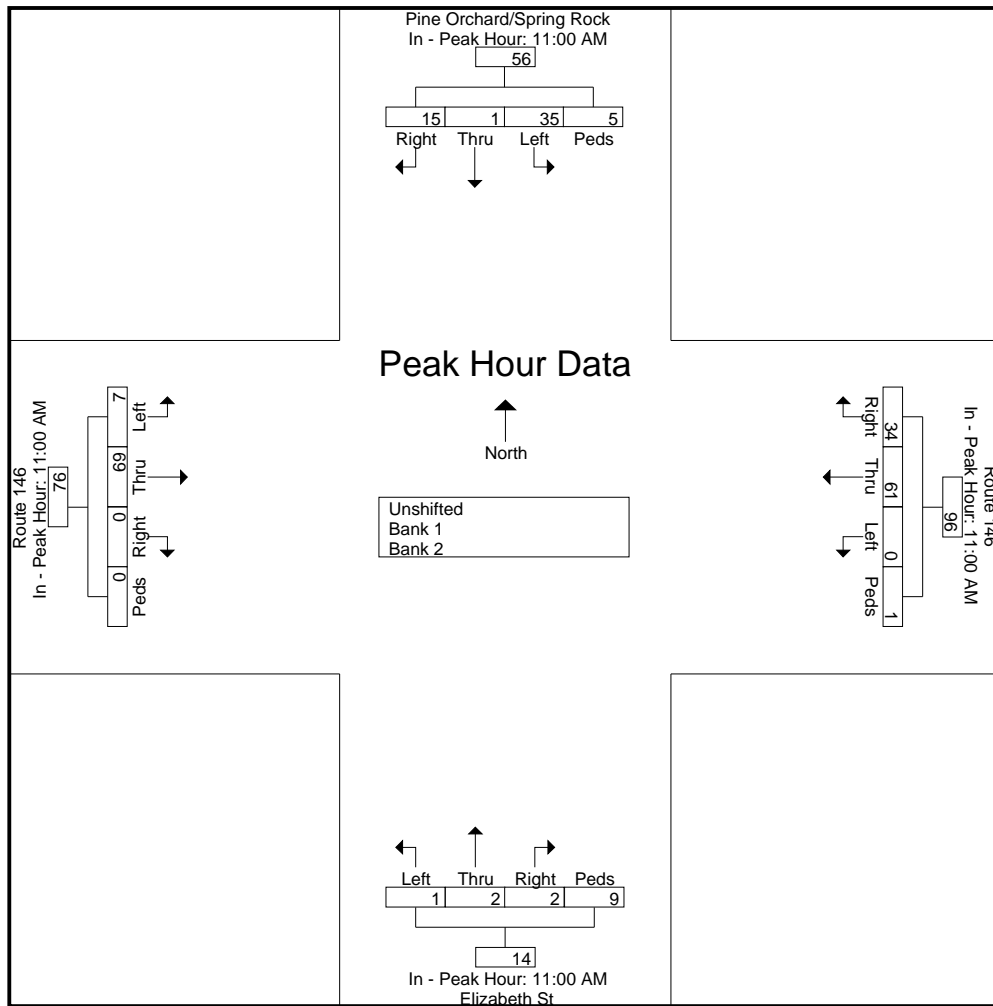 Pine Orchard/Spring Rock
In - Peak Hour: 11:00 AM
56
15 1 35 5
Right Thru Left Peds
Peak Hour Data
North
Unshifted
Bank 1
Bank 2
Route 146
In - Peak Hour: 11:00 AM
76
7 69 0 0
Left Thru Right Peds
Route 146
In - Peak Hour: 11:00 AM
96
34 61 0 1
Right Thru Left Peds
Left Thru Right Peds
1 2 2 9
14
In - Peak Hour: 11:00 AM
Elizabeth St